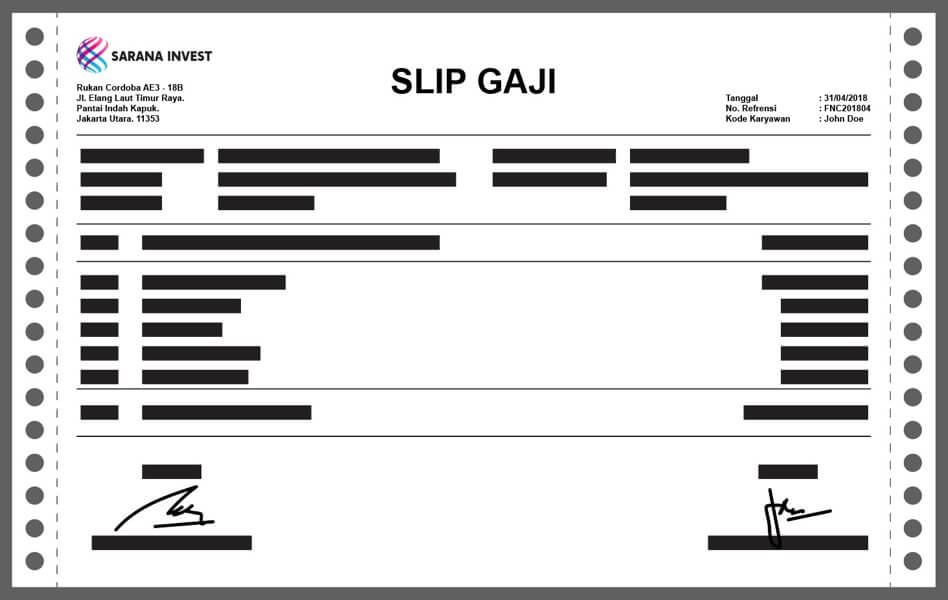 SARANA INVEST
SLIP GAJI
Rukan Cordoba AE3 - 18B
Jl. Elang Laut Timur Raya.
Pantai Indah Kapuk.
Jakarta Utara. 11353
Tanggal : 31/04/2018
No. Refrensi : FNC201804
Kode Karyawan : John Doe